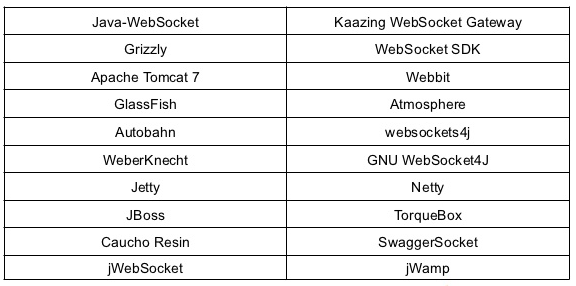 Java-WebSocket Kaazing WebSocket Gateway
Grizzly WebSocket SDK
Apache Tomcat 7 Webbit
GlassFish Atmosphere
Autobahn websockets4j
WeberKnecht GNU WebSocket4J
Jetty Netty
JBoss TorqueBox
Caucho Resin SwaggerSocket
jWebSocket jWamp